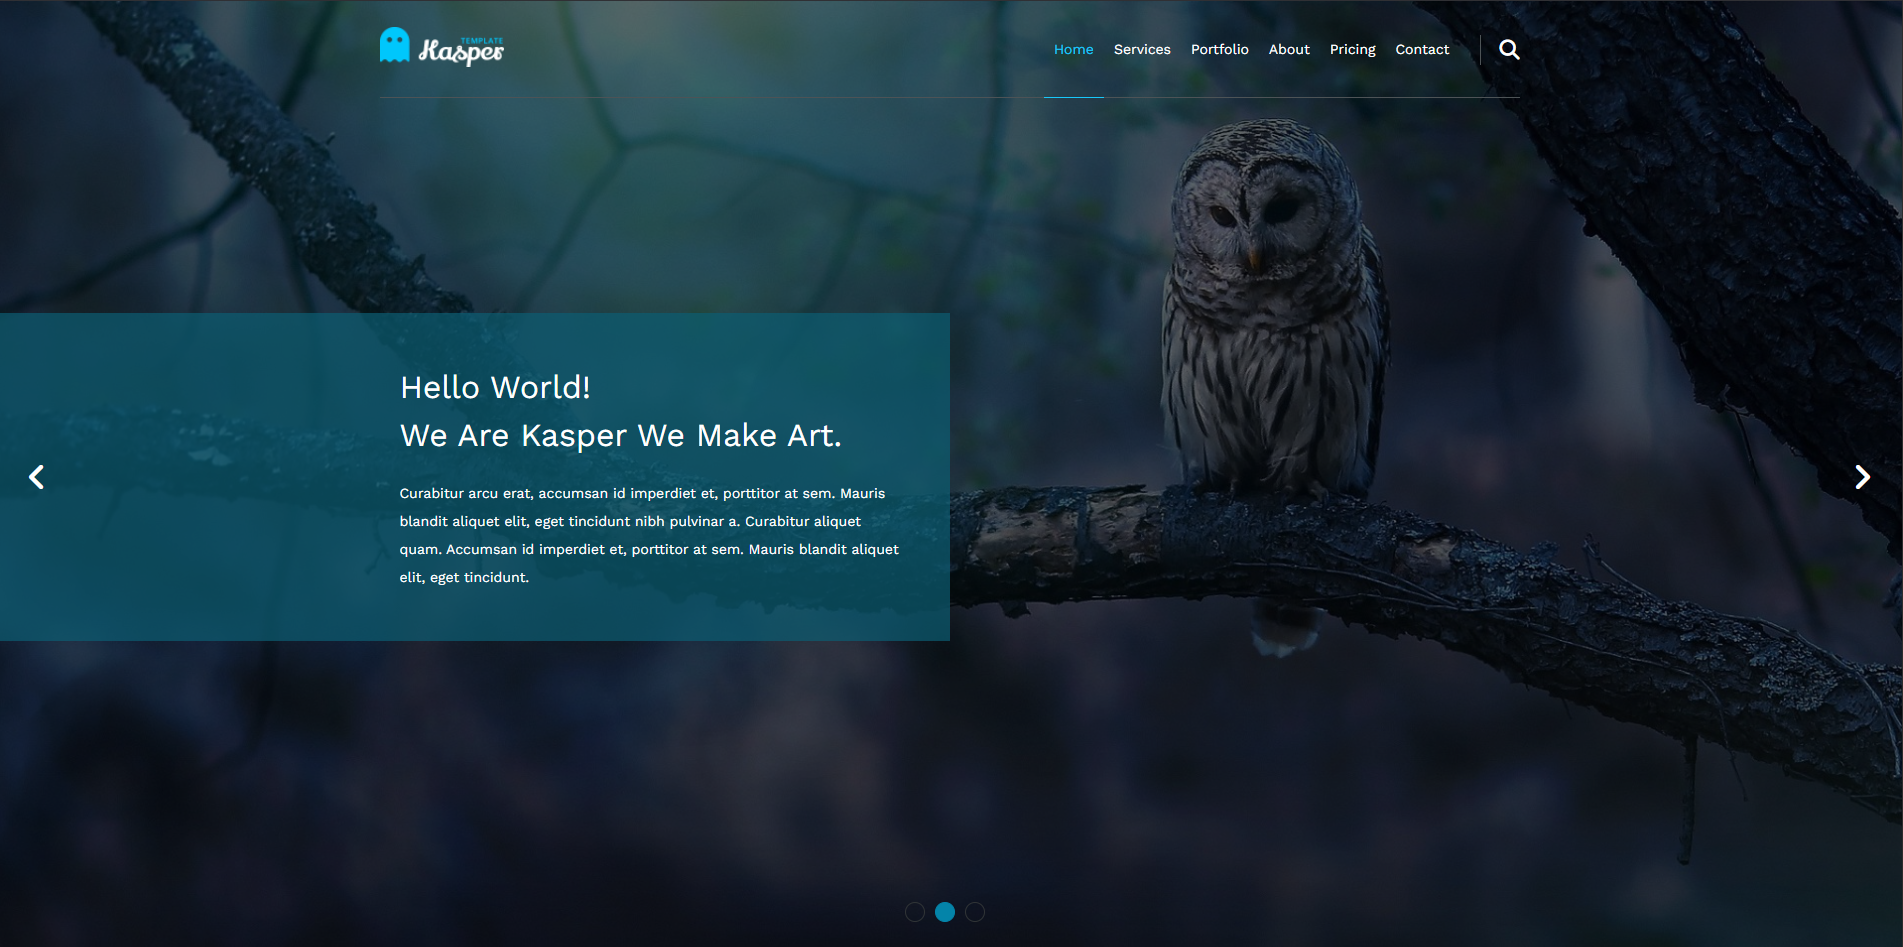 TEMPLATE
Kasper
Home Services Portfolio About Pricing Contact
Hello World!
We Are Kasper We Make Art.
Curabitur arcu erat, accumsan id imperdiet et, porttitor at sem. Mauris
blandit aliquet elit, eget tincidunt nibh pulvinar a. Curabitur aliquet
quam. Accumsan id imperdiet et, porttitor at sem. Mauris blandit aliquet
elit, eget tincidunt.